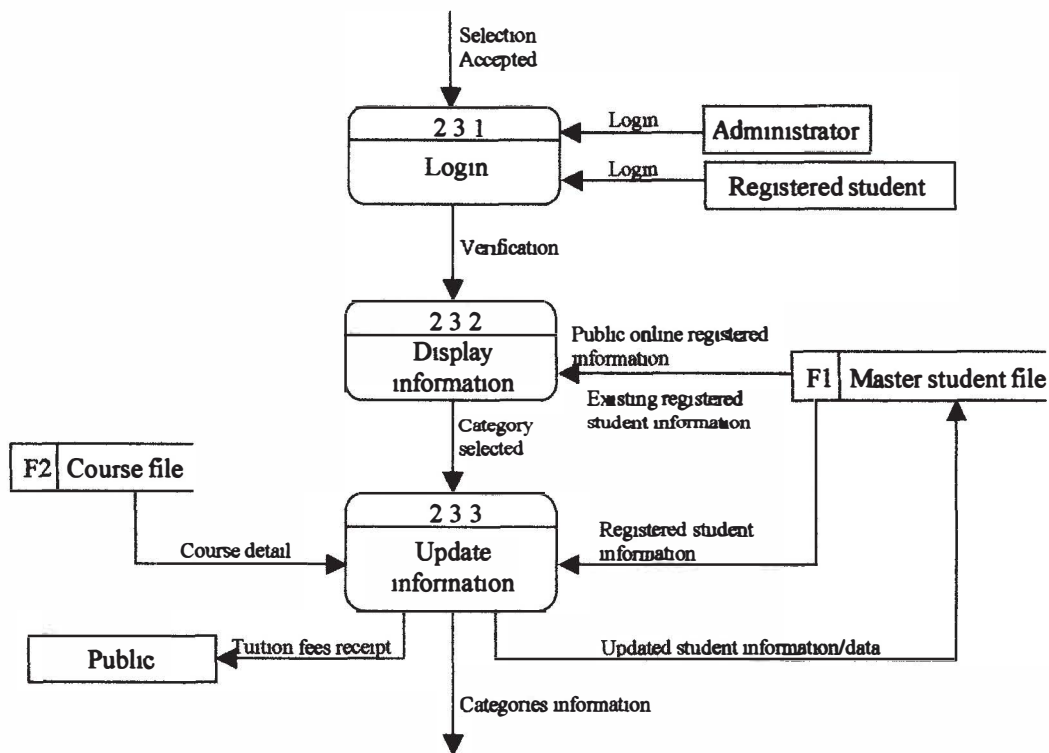 Selection
Accepted
2 3 1
Login
Login
Administrator
Login
Registered student
Verification
2 3 2
Display
information
Public online registered
information
Existing registered
student information
F1 Master student file
Category
selected
F2 Course file
2 3 3
Update
information
Course detail
Registered student
information
Public
Tuition fees receipt
Updated student information/data
Categories information